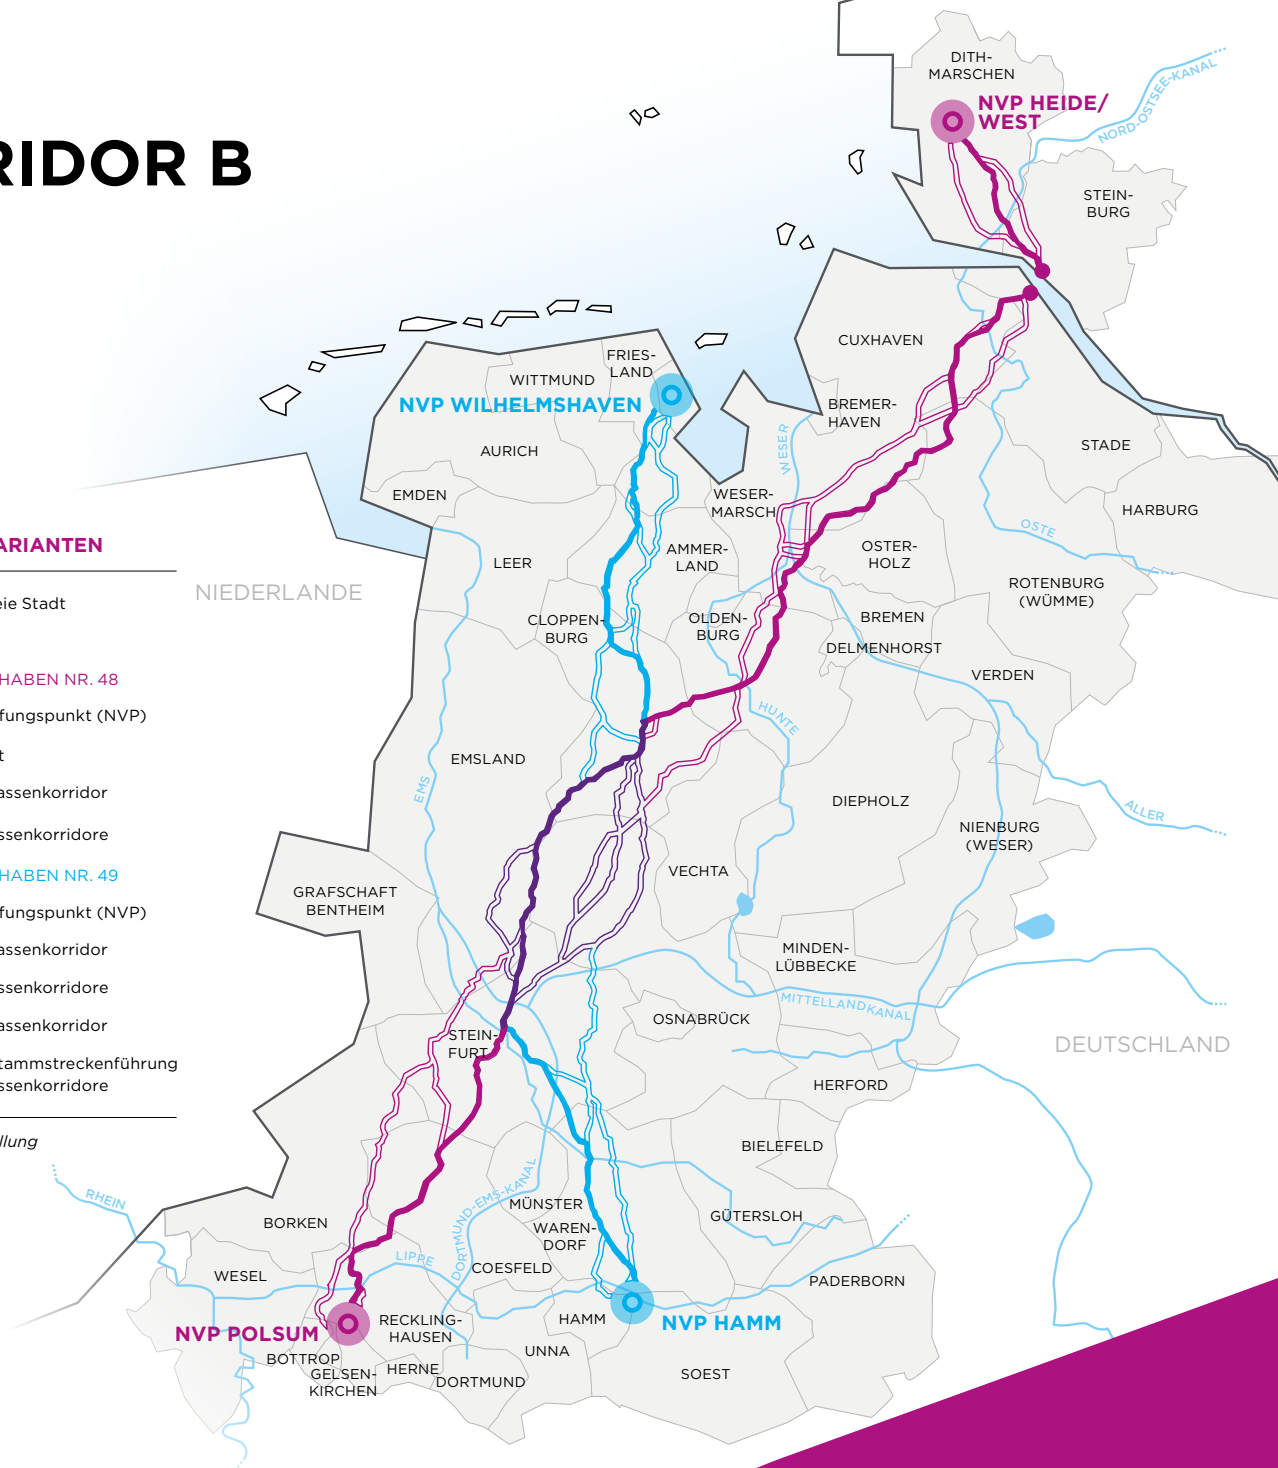 RIDOR B
ARIANTEN
eie Stadt
HABEN NR. 48
fungspunkt (NVP)
t
assenkorridor
ssenkorridore
HABEN NR. 49
fungspunkt (NVP)
assenkorridor
ssenkorridore
assenkorridor
tammstreckenführung
ssenkorridore
llung
NIEDERLANDE
DEUTSCHLAND
DITH-
MARSCHEN
NVP HEIDE/
WEST
NORD-OSTSEE-KANAL
STEIN-
BURG
CUXHAVEN
FRIES-
LAND
WITTMUND
NVP WILHELMSHAVEN
BREMER-
HAVEN
AURICH
WESER
STADE
EMDEN
WESER-
MARSCH
HARBURG
OSTE
LEER
AMMER-
LAND
OSTER-
HOLZ
ROTENBURG
(WÜMME)
CLOPPEN-
BURG
OLDEN-
BURG
BREMEN
DELMENHORST
VERDEN
HUNTE
EMSLAND
EMS
DIEPHOLZ
ALLER
NIENBURG
(WESER)
VECHTA
GRAFSCHAFT
BENTHEIM
MINDEN-
LÜBBECKE
MITTELLANDKANAL
OSNABRÜCK
STEIN-
FURT
HERFORD
BIELEFELD
RHEIN
DORTMUND-EMS-KANAL
MÜNSTER
GÜTERSLOH
BORKEN
WAREN-
DORF
LIPPE
COESFELD
WESEL
PADERBORN
RECKLING-
HAUSEN
HAMM
NVP HAMM
NVP POLSUM
BOTTROP
UNNA
GELSEN-
KIRCHEN
HERNE
DORTMUND
SOEST